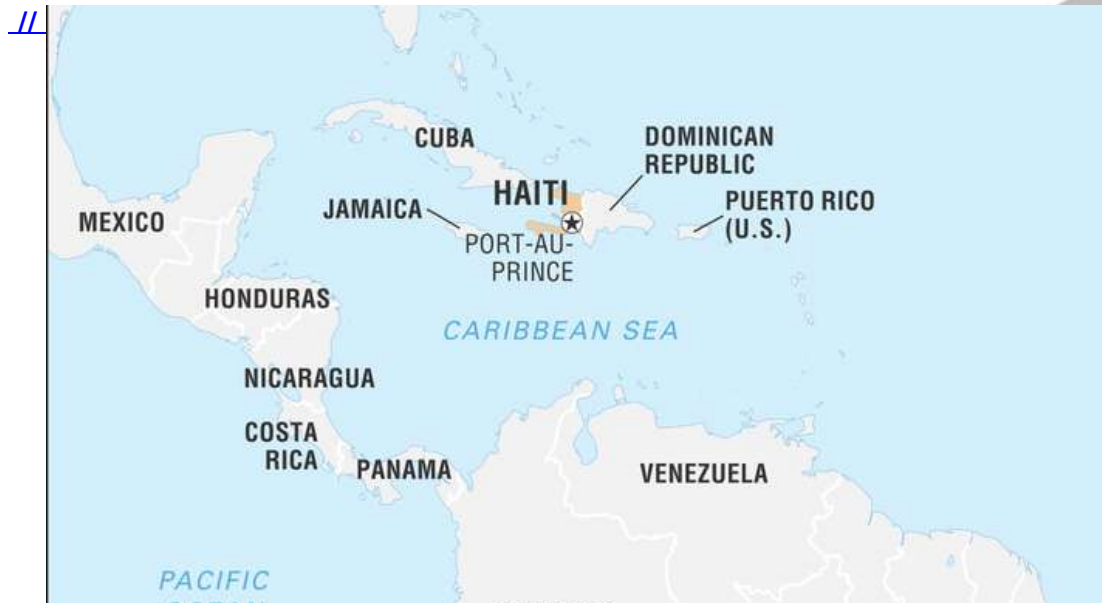 //
CUBA
DOMINICAN
REPUBLIC
HAITI
PUERTO RICO
(U.S.)
JAMAICA
MEXICO
PORT-AU-
PRINCE
HONDURAS
CARIBBEAN SEA
NICARAGUA
COSTA
RICA
PANAMA
VENEZUELA
PACIFIC